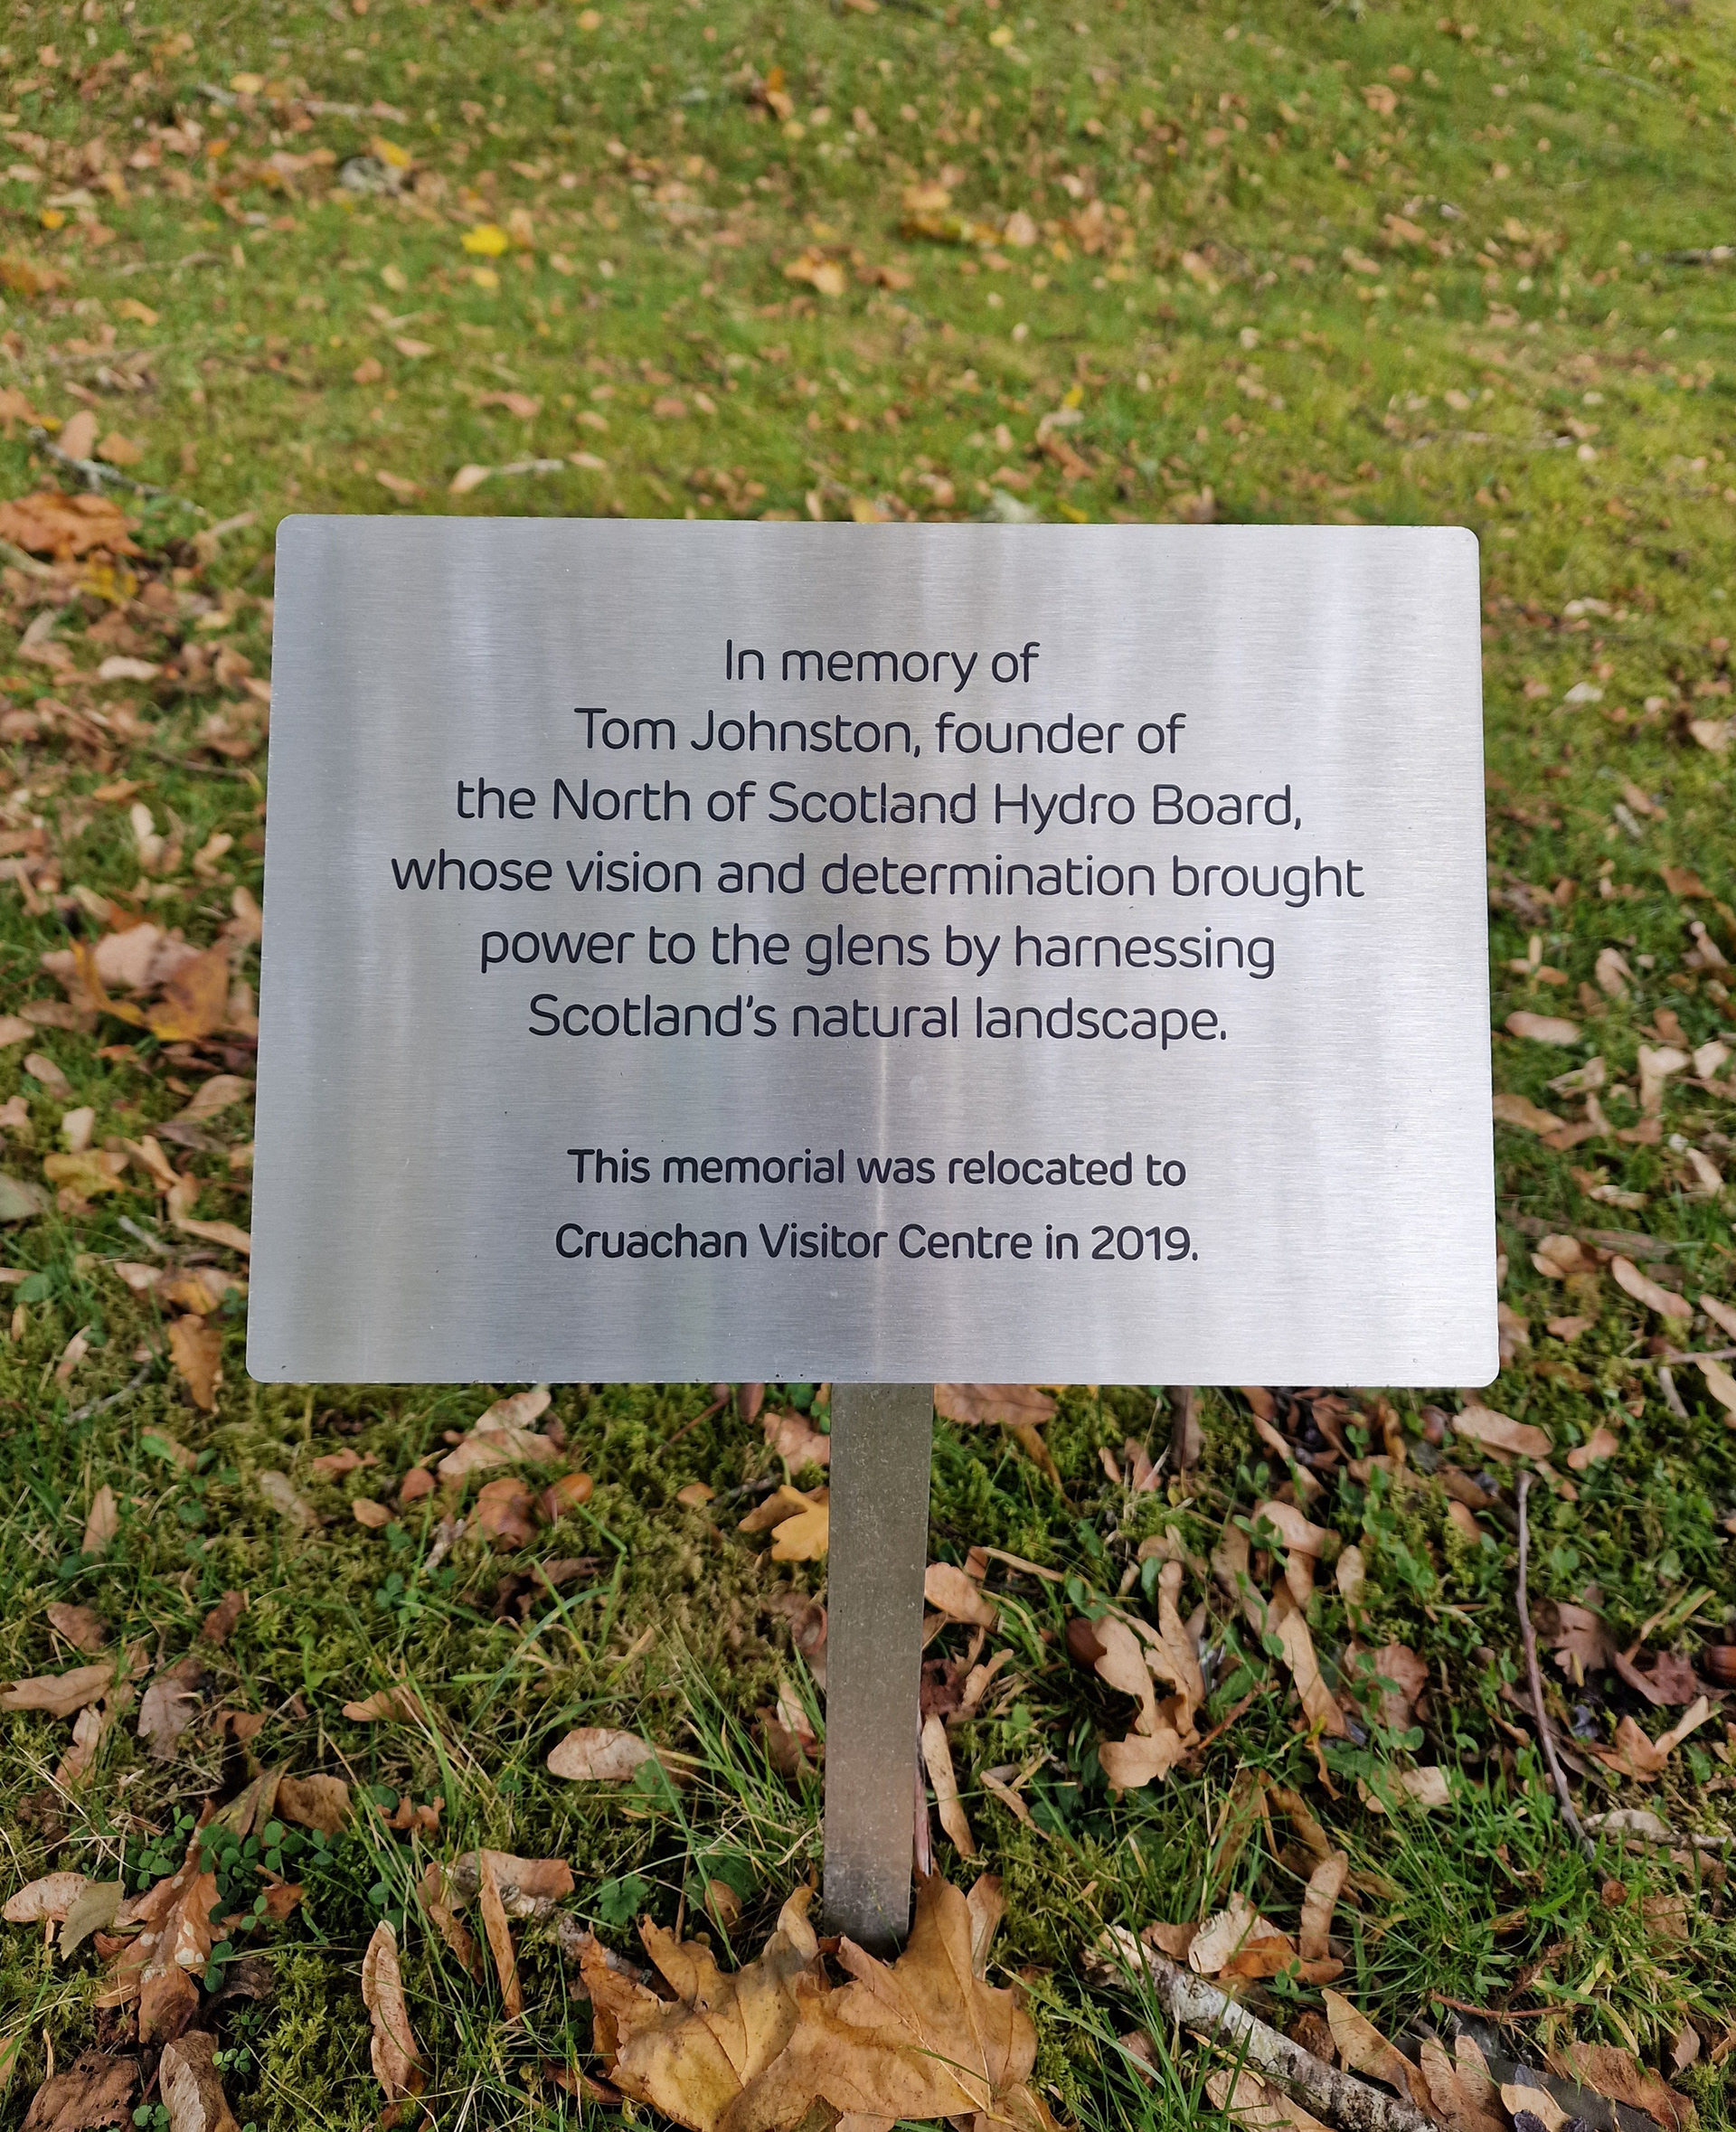 In memory of
Tom Johnston, founder of
the North of Scotland Hydro Board,
whose vision and determination brought
power to the glens by harnessing
Scotland’s natural landscape.
This memorial was relocated to
Cruachan Visitor Centre in 2019.